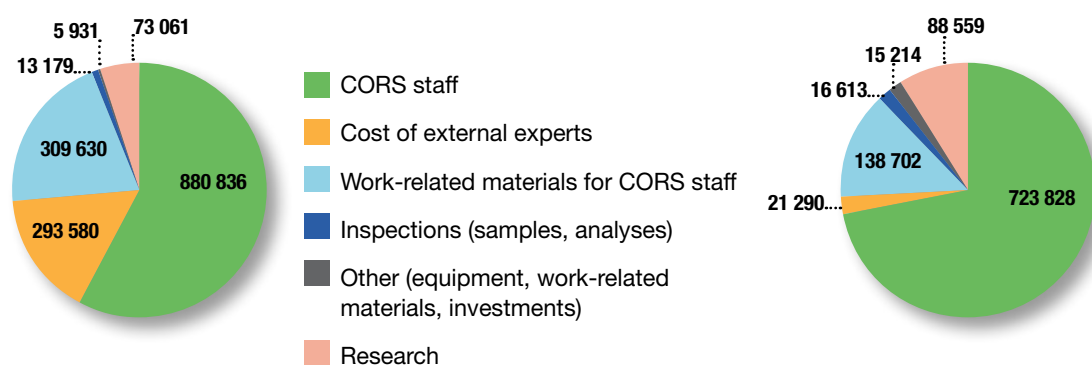 5 931
73 061
13 179
309 630
880 836
293 580
CORS staff
Cost of external experts
Work-related materials for CORS staff
Inspections (samples, analyses)
Other (equipment, work-related
materials, investments)
Research
88 559
15 214
16 613
138 702
21 290
723 828